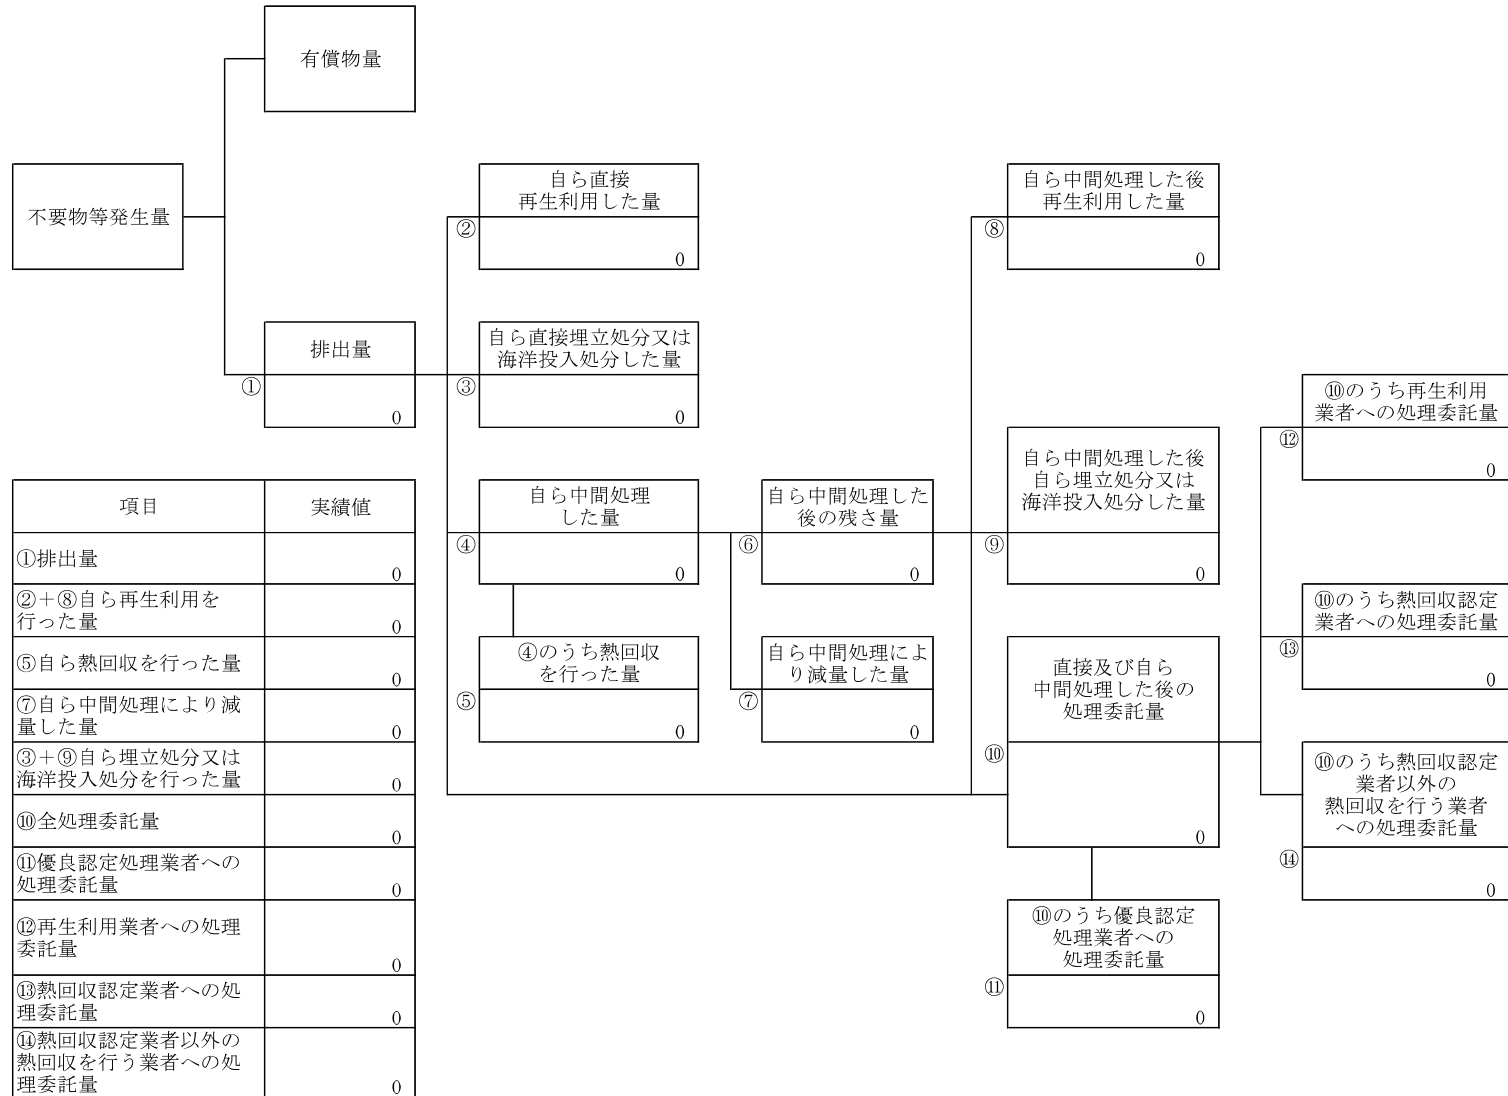 有償物量
不要物等発生量
自ら直接
再生利用した量
②
0
自ら中間処理した後
再生利用した量
⑧
0
排出量
①
0
自ら直接埋立処分又は
海洋投入処分した量
③
0
⑩のうち再生利用
業者への処理委託量
⑫
0
自ら中間処理
した量
④
0
自ら中間処理した
後の残さ量
⑥
0
自ら中間処理した後
自ら埋立処分又は
海洋投入処分した量
⑨
0
⑩のうち熱回収認定
業者への処理委託量
⑬
0
④のうち熱回収
を行った量
⑤
0
自ら中間処理によ
り減量した量
⑦
0
直接及び自ら
中間処理した後の
処理委託量
⑩
0
⑩のうち熱回収認定
業者以外の
熱回収を行う業者
への処理委託量
⑭
0
⑩のうち優良認定
処理業者への
処理委託量
⑪
0
項目 実績値
①排出量
0
②+⑧自ら再生利用を
行った量
0
⑤自ら熱回収を行った量
0
⑦自ら中間処理により減
量した量
0
③+⑨自ら埋立処分又は
海洋投入処分を行った量
0
⑩全処理委託量
0
⑪優良認定処理業者への
処理委託量
0
⑫再生利用業者への処理
委託量
0
⑬熱回収認定業者への処
理委託量
0
⑭熱回収認定業者以外の
熱回収を行う業者への処
理委託量
0